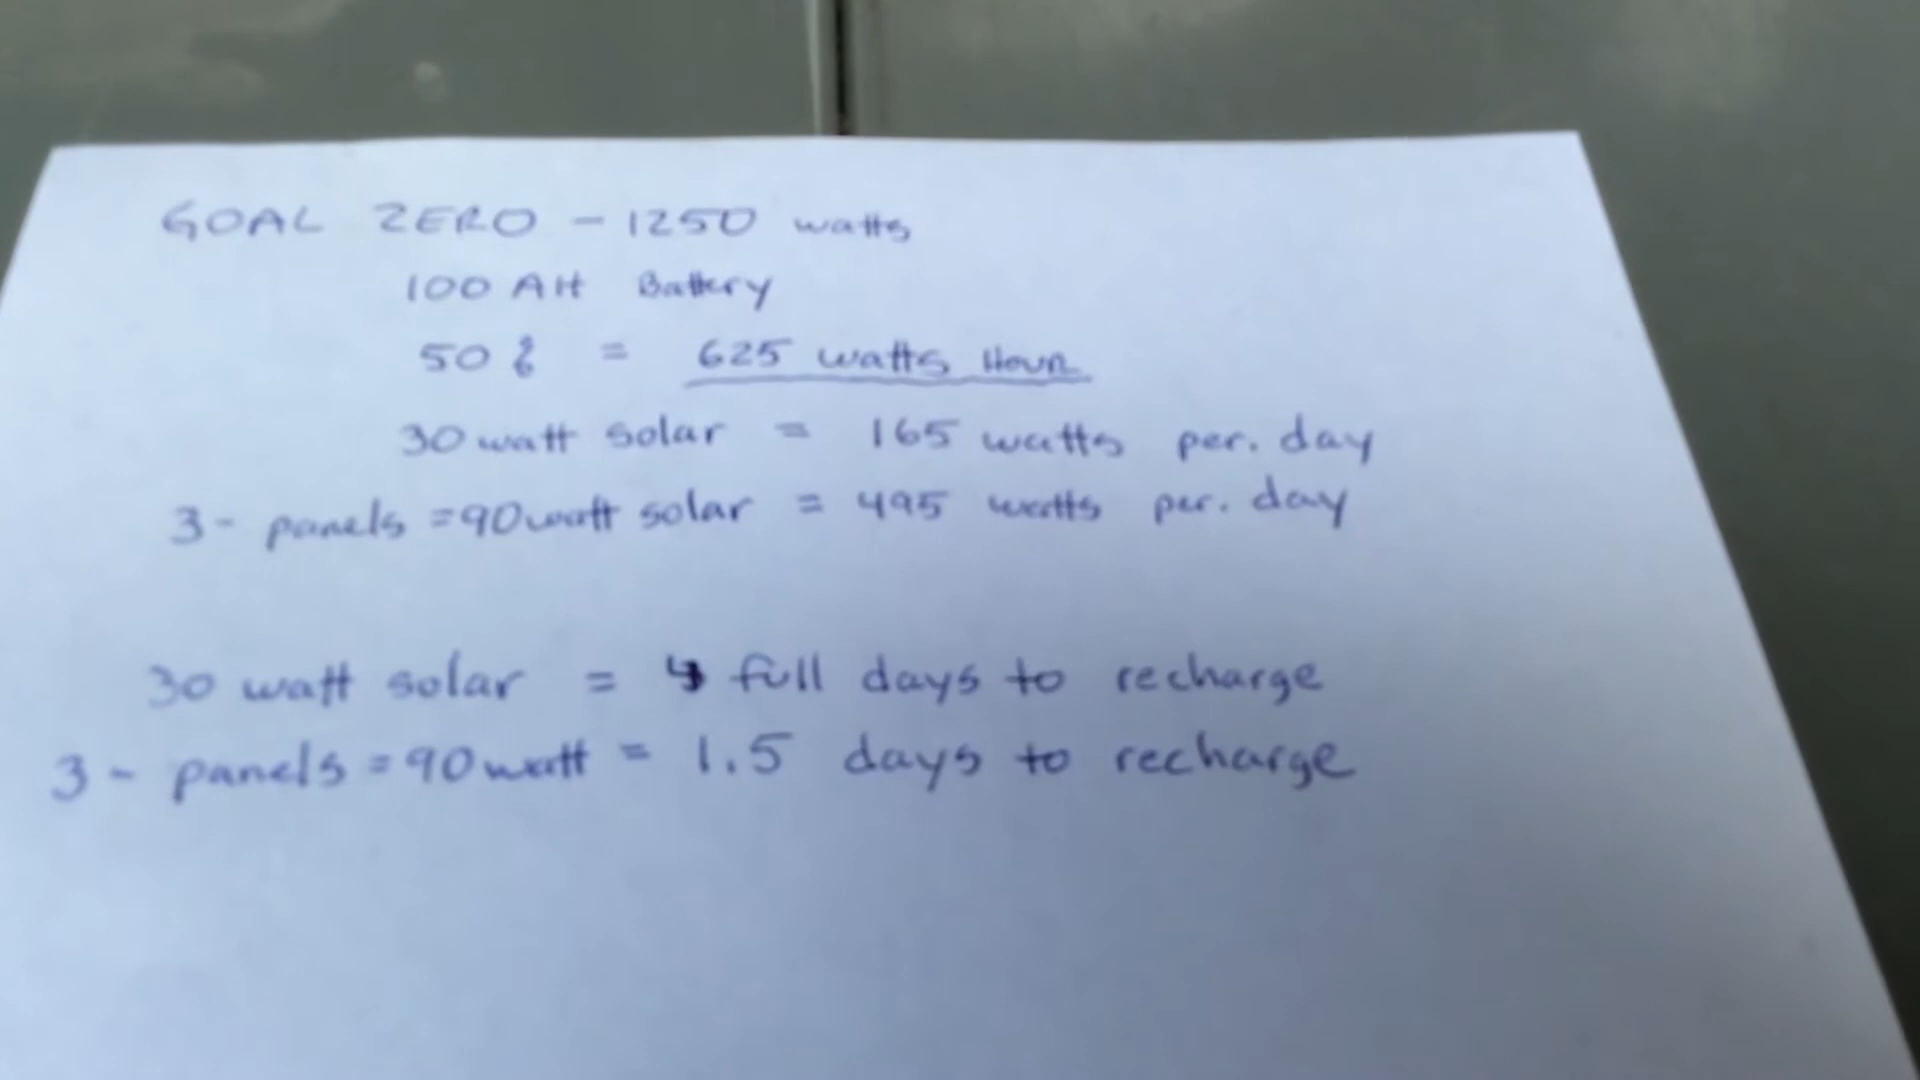 GOAL ZERO - 1250 watts
100 AH Battery
50 % = 625 watts Hour
30 watt solar = 165 watts per. day
3 - panels = 90 watt solar = 495 watts per. day
30 watt solar = 4 full days to recharge
3 - panels = 90 watt = 1.5 days to recharge